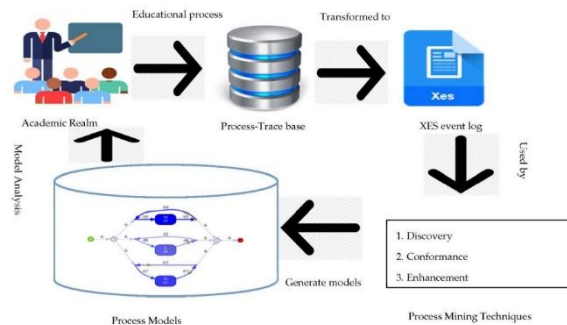 Educational process
Transformed to
Xes
Academic Realm
Process-Trace base
XES event log
Model Analysis
Used by
1. Discovery
2. Conformance
3. Enhancement
Generate models
Process Models
Process Mining Techniques